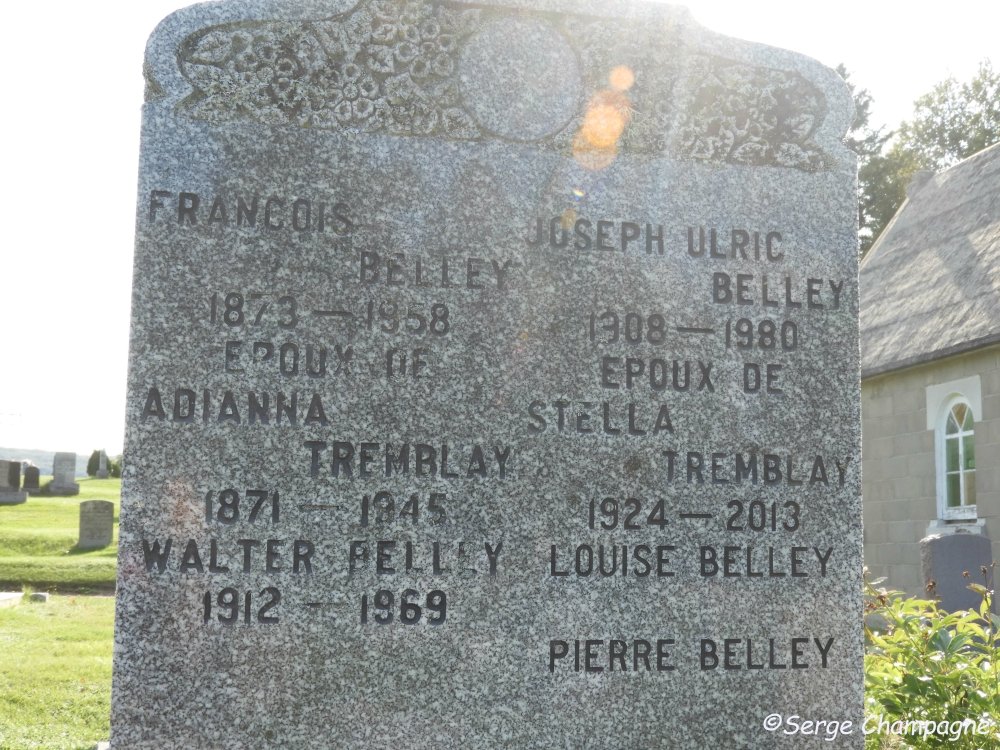 FRANCOIS
BELLEY
1873 — 1958
EPOUX DE
ADIANNA
TREMBLAY
1871 — 1945
WALTER BELLEY
1912 — 1969
JOSEPH ULRIC
BELLEY
1908 — 1980
EPOUX DE
STELLA
TREMBLAY
1924 — 2013
LOUISE BELLEY
PIERRE BELLEY
©Serge Champagne